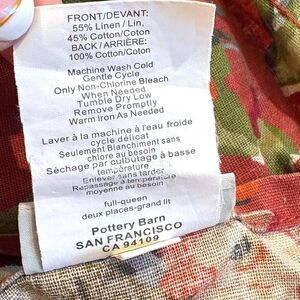 FRONT/DEVANT:
55% Linen / Lin,
45% Cotton/Coton
BACK / ARRIÈRE:
100% Cotton/Coton
Machine Wash Cold
Gentle Cycle
Only Non-Chlorine Bleach
When Needed
Tumble Dry Low
Remove Promptly
Warm Iron As Needed
Laver à la machine à l'eau froide
cycle délicat
Seulement Blanchiment sans
chlore au besoin
Séchage par culbutage à basse
température
Enlever sans tarder
Repassage à température
moyenne au besoin
full-queen
deux places-grand lit
Pottery Barn
SAN FRANCISCO
CA 94109